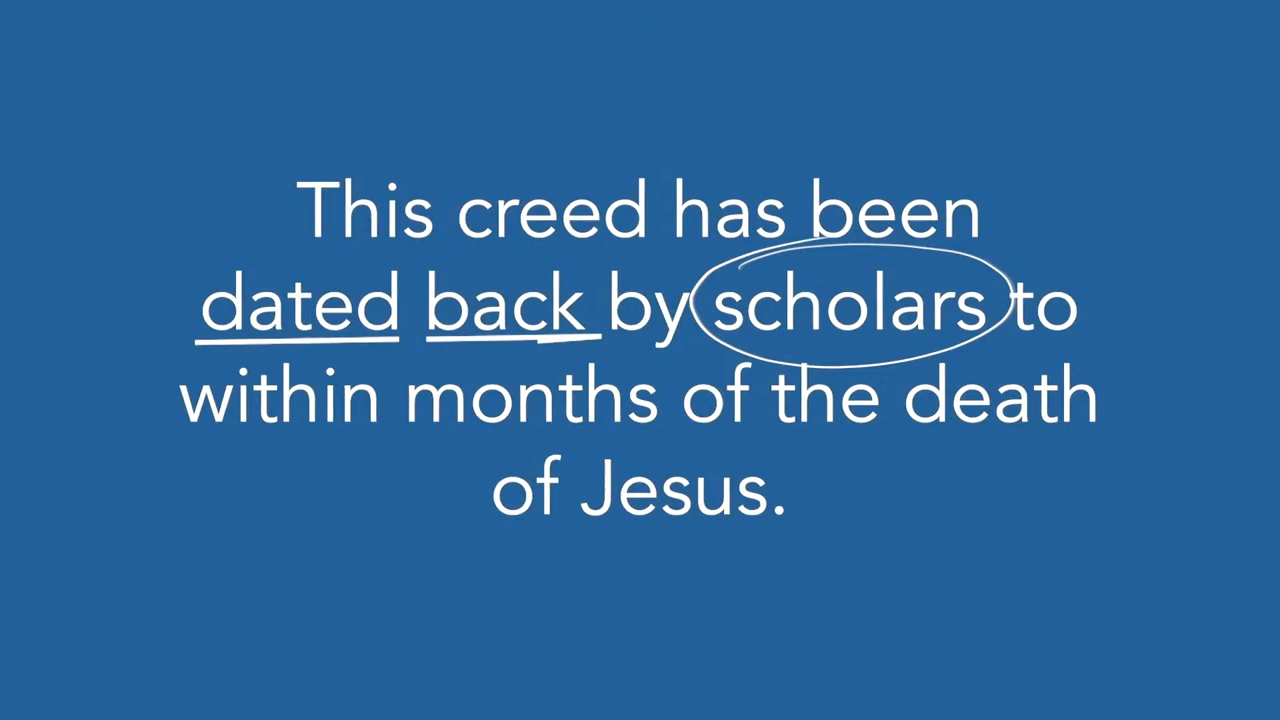 This creed has been
dated back by scholars to
within months of the death
of Jesus.